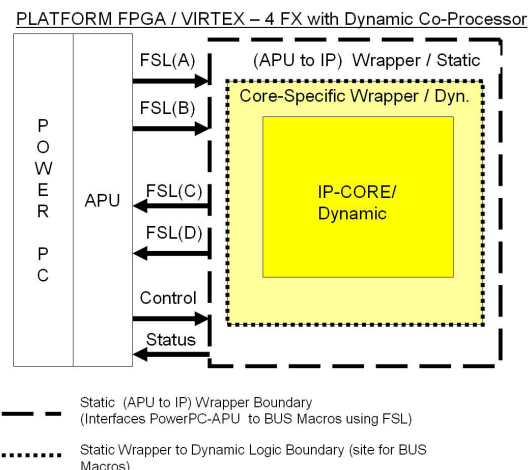 PLATFORM FPGA / VIRTEX – 4 FX with Dynamic Co-Processor
POWER PC
APU
FSL(A)
FSL(B)
FSL(C)
FSL(D)
Control
Status
(APU to IP) Wrapper / Static
Core-Specific Wrapper / Dyn.
IP-CORE/
Dynamic
Static (APU to IP) Wrapper Boundary
(Interfaces PowerPC-APU to BUS Macros using FSL)
Static Wrapper to Dynamic Logic Boundary (site for BUS
Macros)